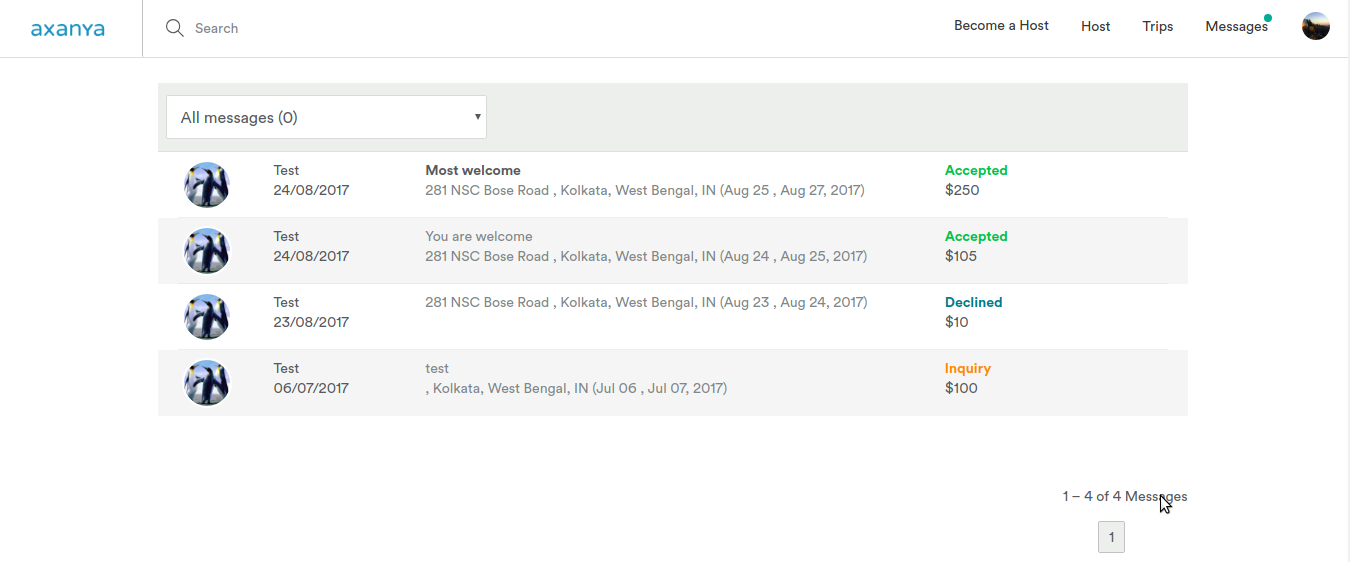 axanya
Search
Become a Host
Host
Trips
Messages
All messages (0)
Test
24/08/2017
Most welcome
281 NSC Bose Road , Kolkata, West Bengal, IN (Aug 25 , Aug 27, 2017)
Accepted
$250
Test
24/08/2017
You are welcome
281 NSC Bose Road , Kolkata, West Bengal, IN (Aug 24 , Aug 25, 2017)
Accepted
$105
Test
23/08/2017
281 NSC Bose Road , Kolkata, West Bengal, IN (Aug 23 , Aug 24, 2017)
Declined
$10
Test
06/07/2017
test
, Kolkata, West Bengal, IN (Jul 06 , Jul 07, 2017)
Inquiry
$100
1 – 4 of 4 Messages
1